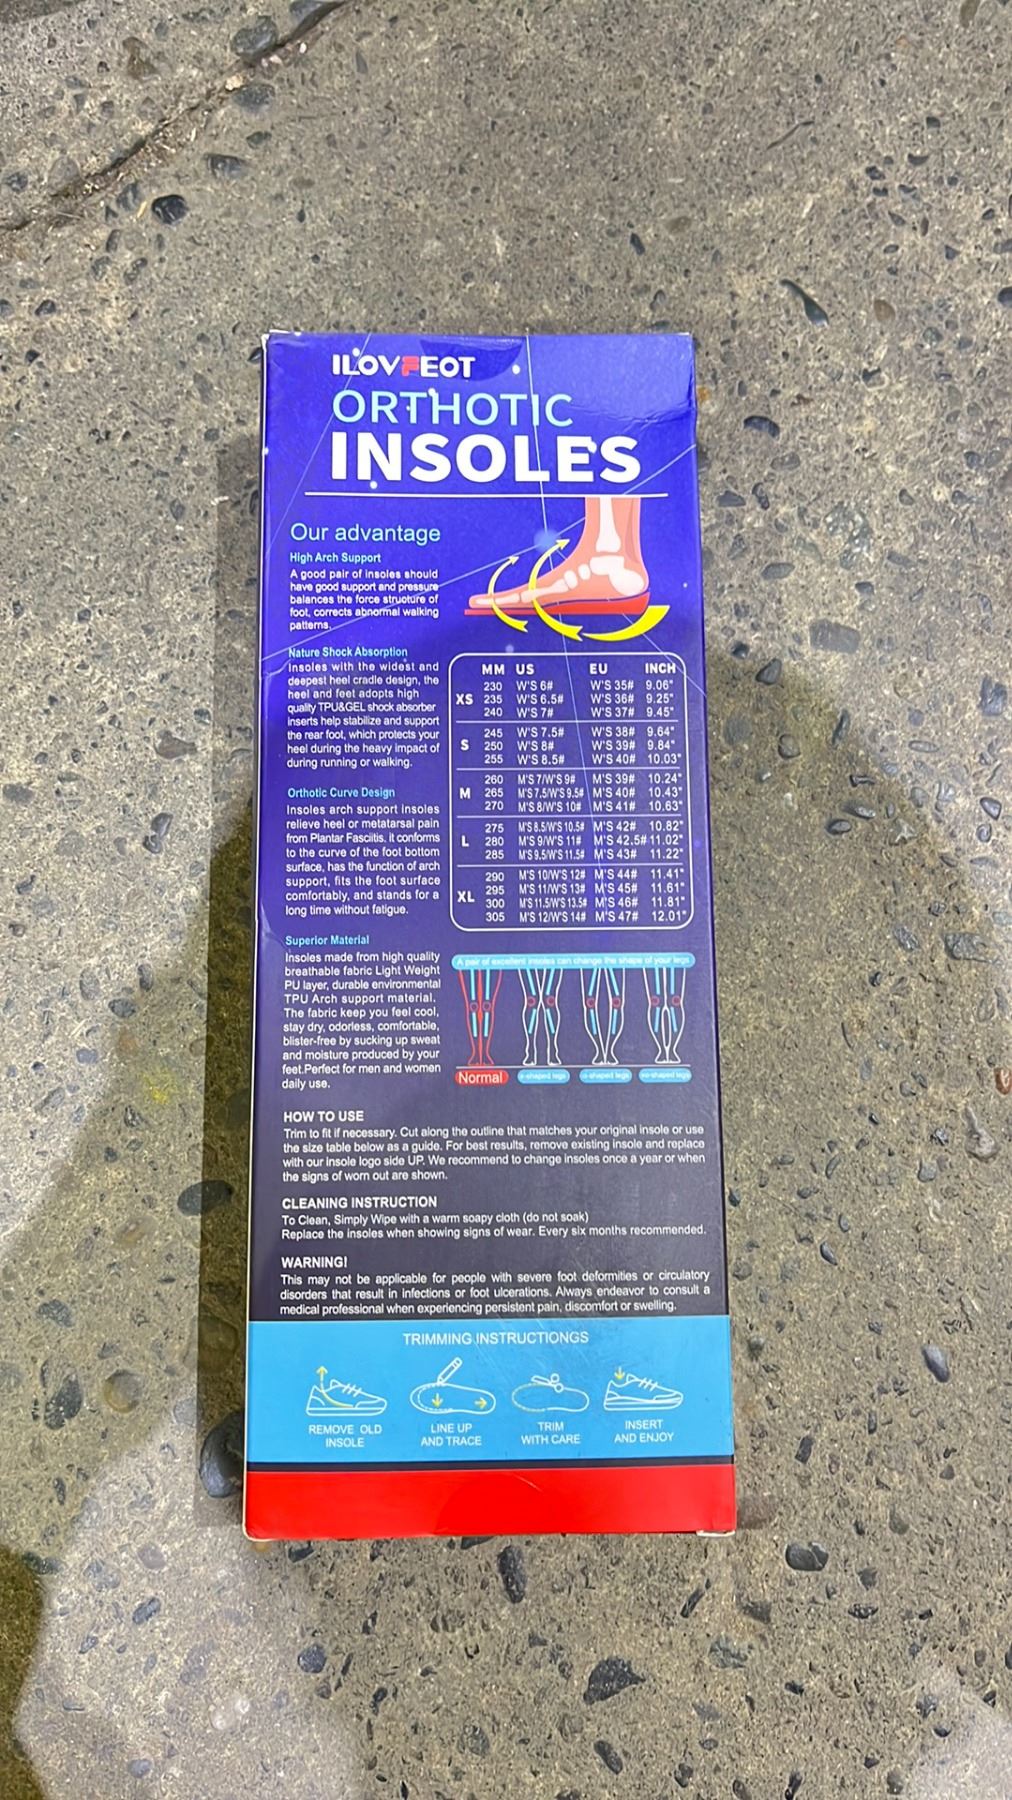 ILOVFEOT
ORTHOTIC
INSOLES
Our advantage
High Arch Support
A good pair of insoles should
have good support and pressure
balances the force structure of
foot, corrects abnormal walking
patterns.
Nature Shock Absorption
Insoles with the widest and
deepest heel cradle design, the
heel and feet adopts high
quality TPU&GEL shock absorber
inserts help stabilize and support
the rear foot, which protects your
heel during the heavy impact of
during running or walking.
Orthotic Curve Design
Insoles arch support insoles
relieve heel or metatarsal pain
from Plantar Fasciitis. it conforms
to the curve of the foot bottom
surface, has the function of arch
support, fits the foot surface
comfortably, and stands for a
long time without fatigue.
Superior Material
Insoles made from high quality
breathable fabric Light Weight
PU layer, durable environmental
TPU Arch support material.
The fabric keep you feel cool,
stay dry, odorless, comfortable,
blister-free by sucking up sweat
and moisture produced by your
feet.Perfect for men and women
daily use.
MM US EU INCH
230 W'S 6# W'S 35# 9.06"
XS 235 W'S 6.5# W'S 36# 9.25"
240 W'S 7# W'S 37# 9.45"
245 W'S 7.5# W'S 38# 9.64"
S 250 W'S 8# W'S 39# 9.84"
255 W'S 8.5# W'S 40# 10.03"
260 M'S 7/W'S 9# M'S 39# 10.24"
M 265 M'S 7.5/W'S 9.5# M'S 40# 10.43"
270 M'S 8/W'S 10# M'S 41# 10.63"
275 M'S 8.5/W'S 10.5# M'S 42# 10.82"
L 280 M'S 9/W'S 11# M'S 42.5# 11.02"
285 M'S 9.5/W'S 11.5# M'S 43# 11.22"
290 M'S 10/W'S 12# M'S 44# 11.41"
295 M'S 11/W'S 13# M'S 45# 11.61"
XL 300 M'S 11.5/W'S 13.5# M'S 46# 11.81"
305 M'S 12/W'S 14# M'S 47# 12.01"
A pair of excellent insoles can change the shape of your legs
Normal x-shaped legs o-shaped legs xo-shaped legs
HOW TO USE
Trim to fit if necessary. Cut along the outline that matches your original insole or use
the size table below as a guide. For best results, remove existing insole and replace
with our insole logo side UP. We recommend to change insoles once a year or when
the signs of worn out are shown.
CLEANING INSTRUCTION
To Clean, Simply Wipe with a warm soapy cloth (do not soak)
Replace the insoles when showing signs of wear. Every six months recommended.
WARNING!
This may not be applicable for people with severe foot deformities or circulatory
disorders that result in infections or foot ulcerations. Always endeavor to consult a
medical professional when experiencing persistent pain, discomfort or swelling.
TRIMMING INSTRUCTIONGS
REMOVE OLD
INSOLE
LINE UP
AND TRACE
TRIM
WITH CARE
INSERT
AND ENJOY